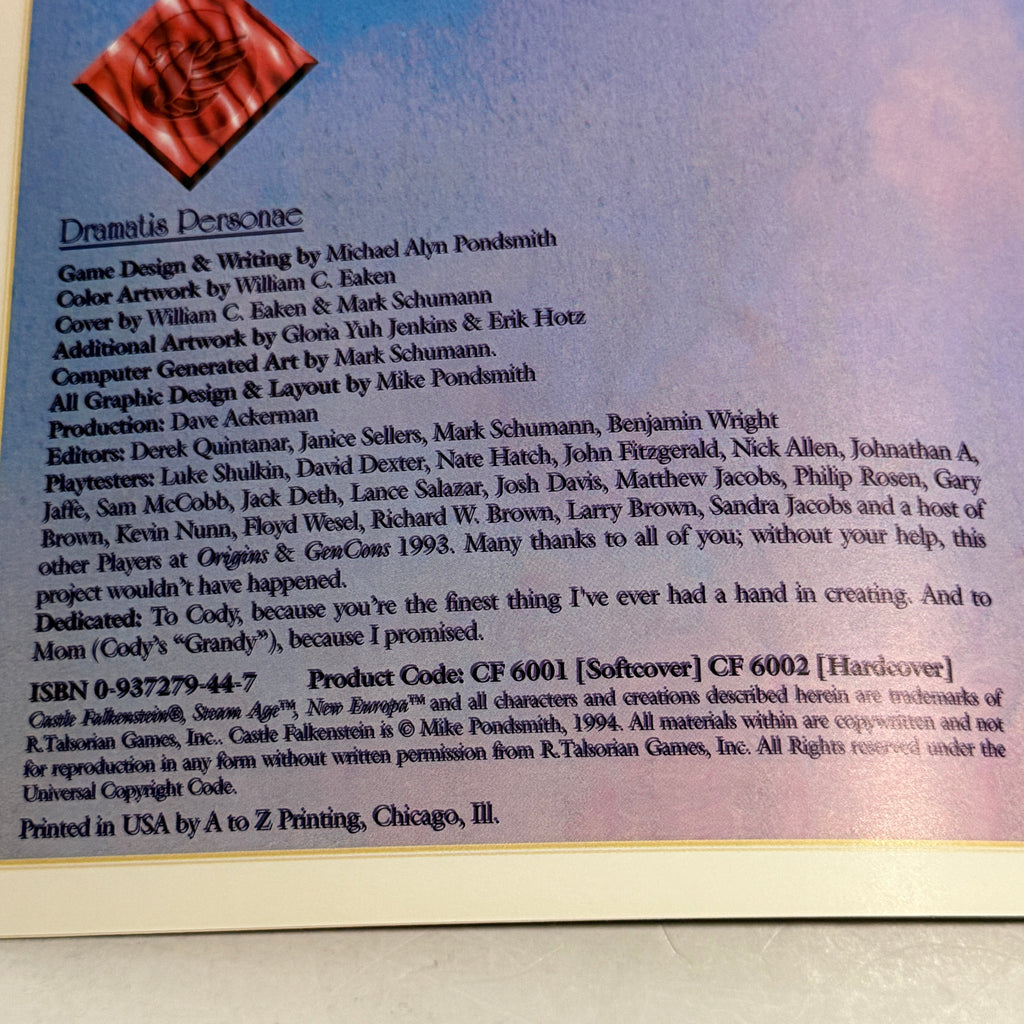 Dramatis Personae
Game Design & Writing by Michael Alyn Pondsmith
Color Artwork by William C. Eaken
Cover by William C. Eaken & Mark Schumann
Additional Artwork by Gloria Yuh Jenkins & Erik Hotz
Computer Generated Art by Mark Schumann.
All Graphic Design & Layout by Mike Pondsmith
Production: Dave Ackerman
Editors: Derek Quintanar, Janice Sellers, Mark Schumann, Benjamin Wright
Playtesters: Luke Shulkin, David Dexter, Nate Hatch, John Fitzgerald, Nick Allen, Johnathan A,
Jaffe, Sam McCobb, Jack Deth, Lance Salazar, Josh Davis, Matthew Jacobs, Philip Rosen, Gary
Brown, Kevin Nunn, Floyd Wesel, Richard W. Brown, Larry Brown, Sandra Jacobs and a host of
other Players at Origins & GenCons 1993. Many thanks to all of you; without your help, this
project wouldn't have happened.
Dedicated: To Cody, because you're the finest thing I've ever had a hand in creating. And to
Mom (Cody's “Grandy”), because I promised.
ISBN 0-937279-44-7 Product Code: CF 6001 [Softcover] CF 6002 [Hardcover]
Castle Falkenstein®, Steam Age™, New Europa™ and all characters and creations described herein are trademarks of
R.Talsorian Games, Inc.. Castle Falkenstein is © Mike Pondsmith, 1994. All materials within are copywritten and not
for reproduction in any form without written permission from R.Talsorian Games, Inc. All Rights reserved under the
Universal Copyright Code.
Printed in USA by A to Z Printing, Chicago, Ill.